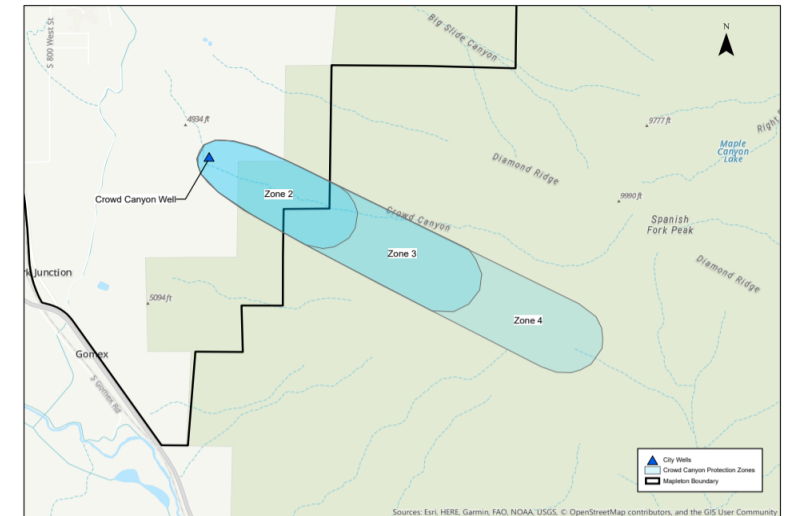 S 800 West St
Big Slide Canyon
N
4934 ft
9777 ft
Right
Maple
Canyon
Lake
Diamond Ridge
Crowd Canyon Well
Zone 2
9990 ft
Crowd Canyon
Spanish
Fork Peak
Zone 3
Diamond Ridge
rk Junction
5094 ft
Zone 4
Gomex
S Gomex Rd
City Wells
Crowd Canyon Protection Zones
Mapleton Boundary
Sources: Esri, HERE, Garmin, FAO, NOAA, USGS, © OpenStreetMap contributors, and the GIS User Community